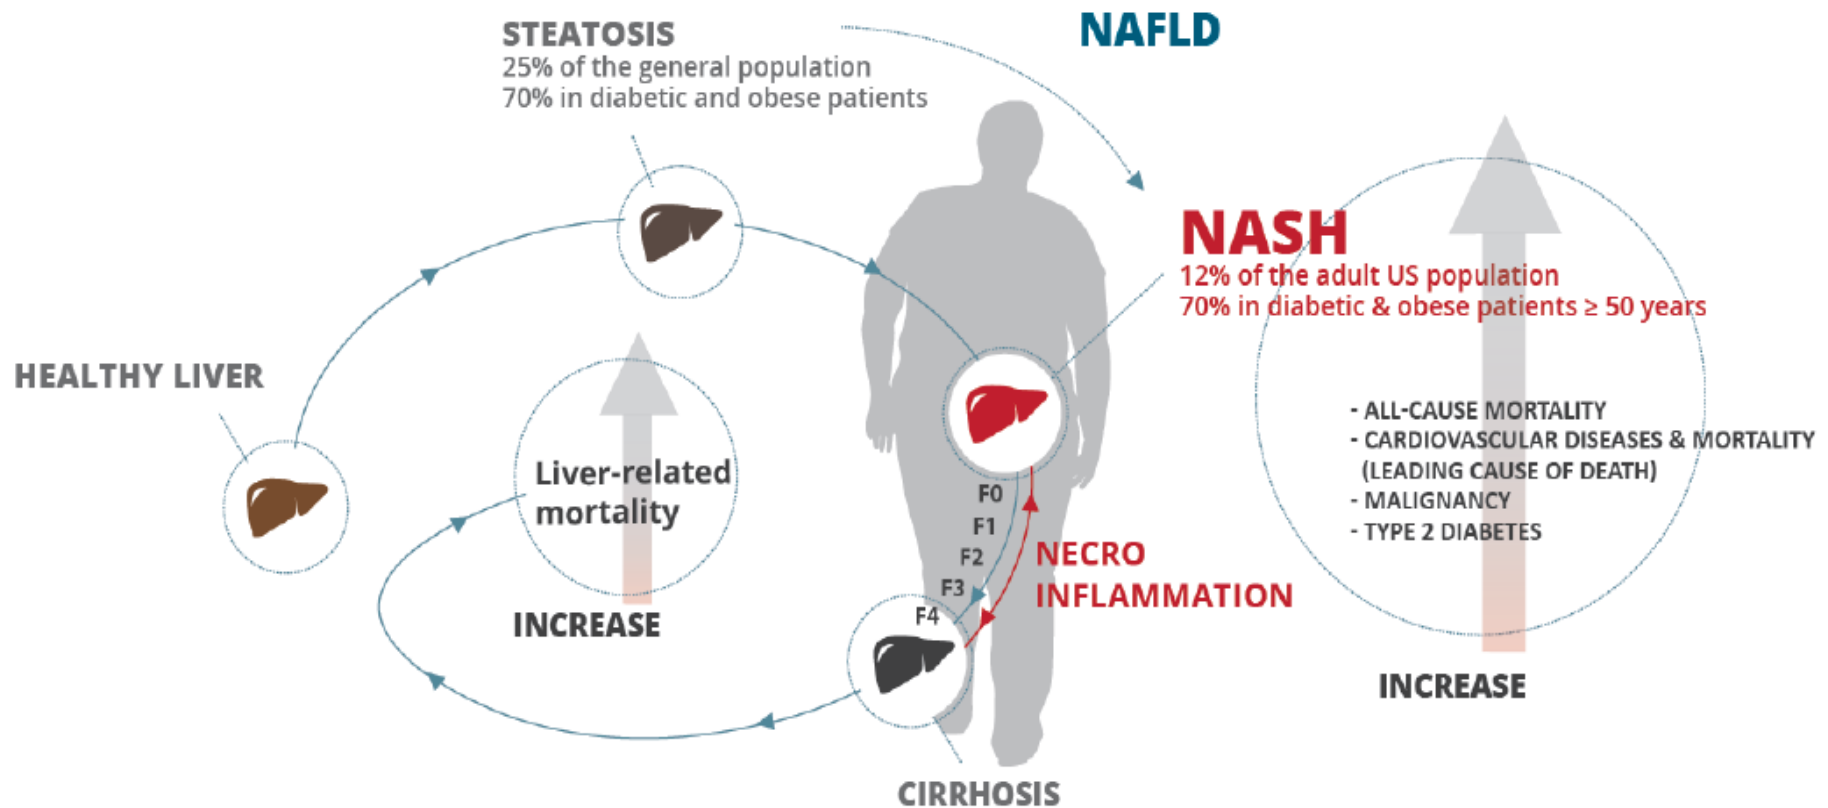 STEATOSIS
25% of the general population
70% in diabetic and obese patients
NAFLD
NASH
12% of the adult US population
70% in diabetic & obese patients ≥ 50 years
HEALTHY LIVER
Liver-related
mortality
INCREASE
F0
F1
F2
F3
F4
NECRO
INFLAMMATION
CIRRHOSIS
- ALL-CAUSE MORTALITY
- CARDIOVASCULAR DISEASES & MORTALITY
(LEADING CAUSE OF DEATH)
- MALIGNANCY
- TYPE 2 DIABETES
INCREASE